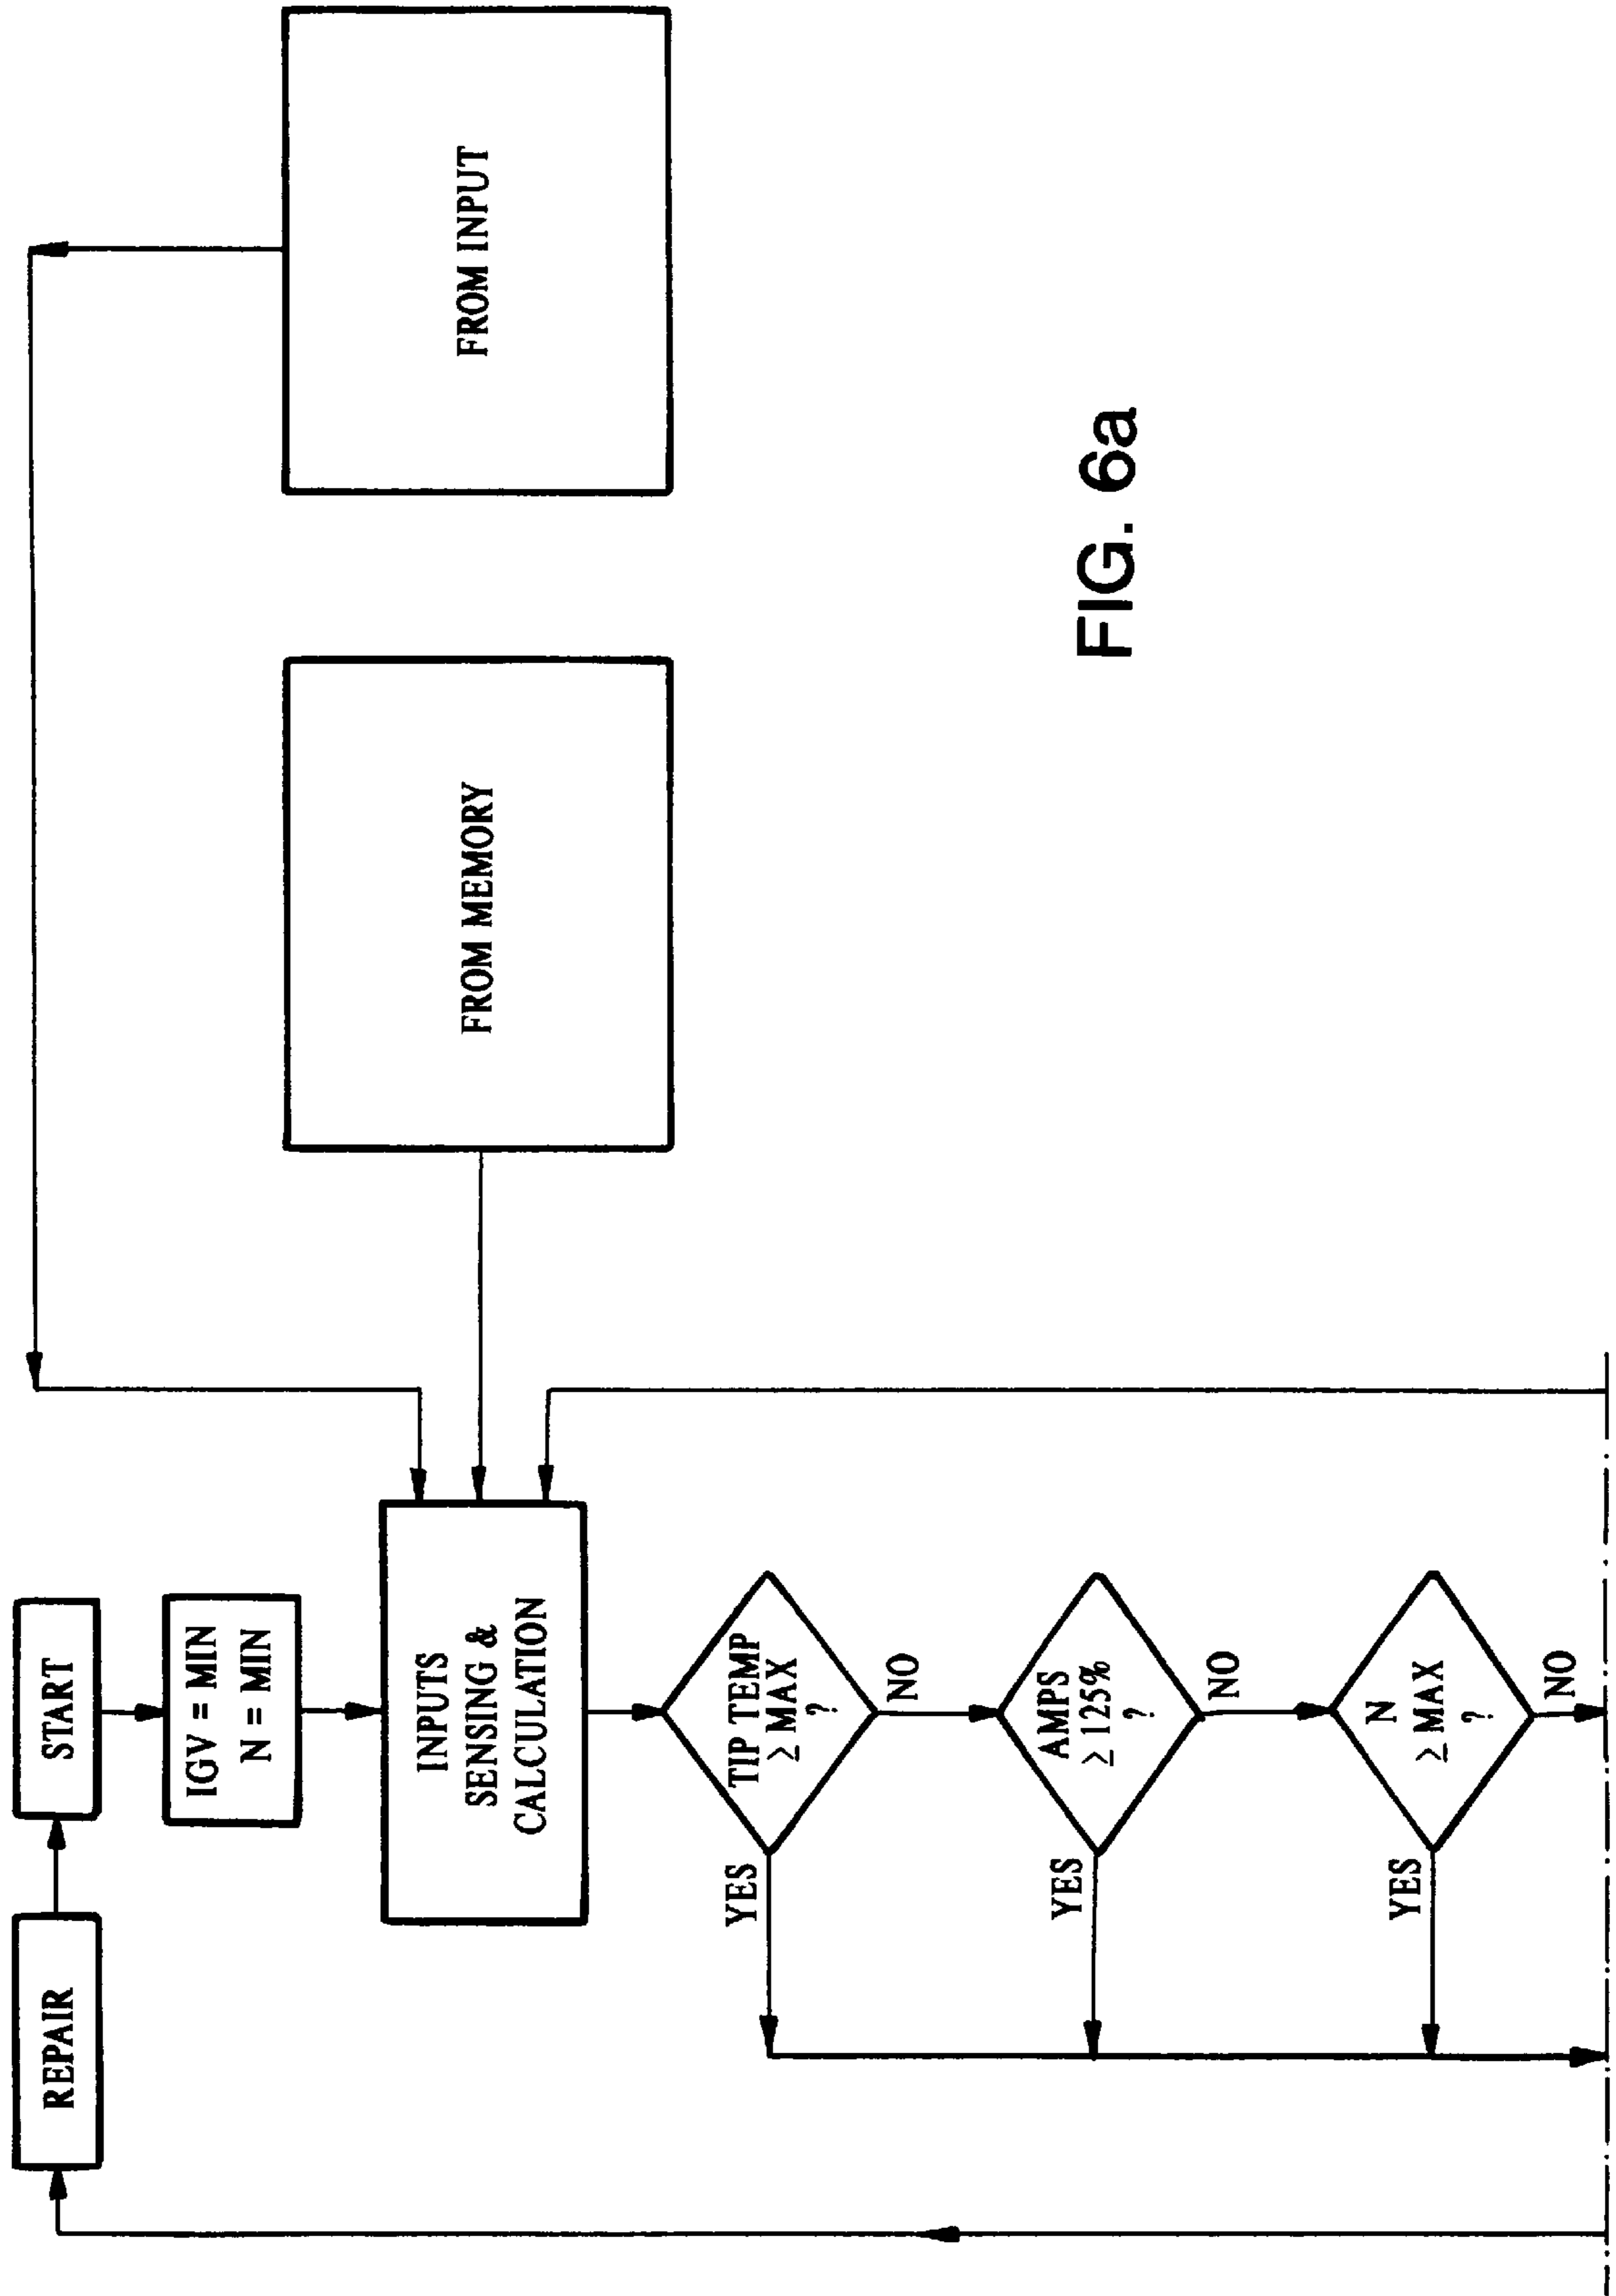 REPAIR
START
IGV = MIN
N = MIN
INPUTS
SENSING &
CALCULATION
FROM MEMORY
FROM INPUT
TIP TEMP
≥ MAX
?
YES
NO
AMPS
≥ 125%
?
YES
NO
N
≥ MAX
?
YES
NO
FIG. 6a